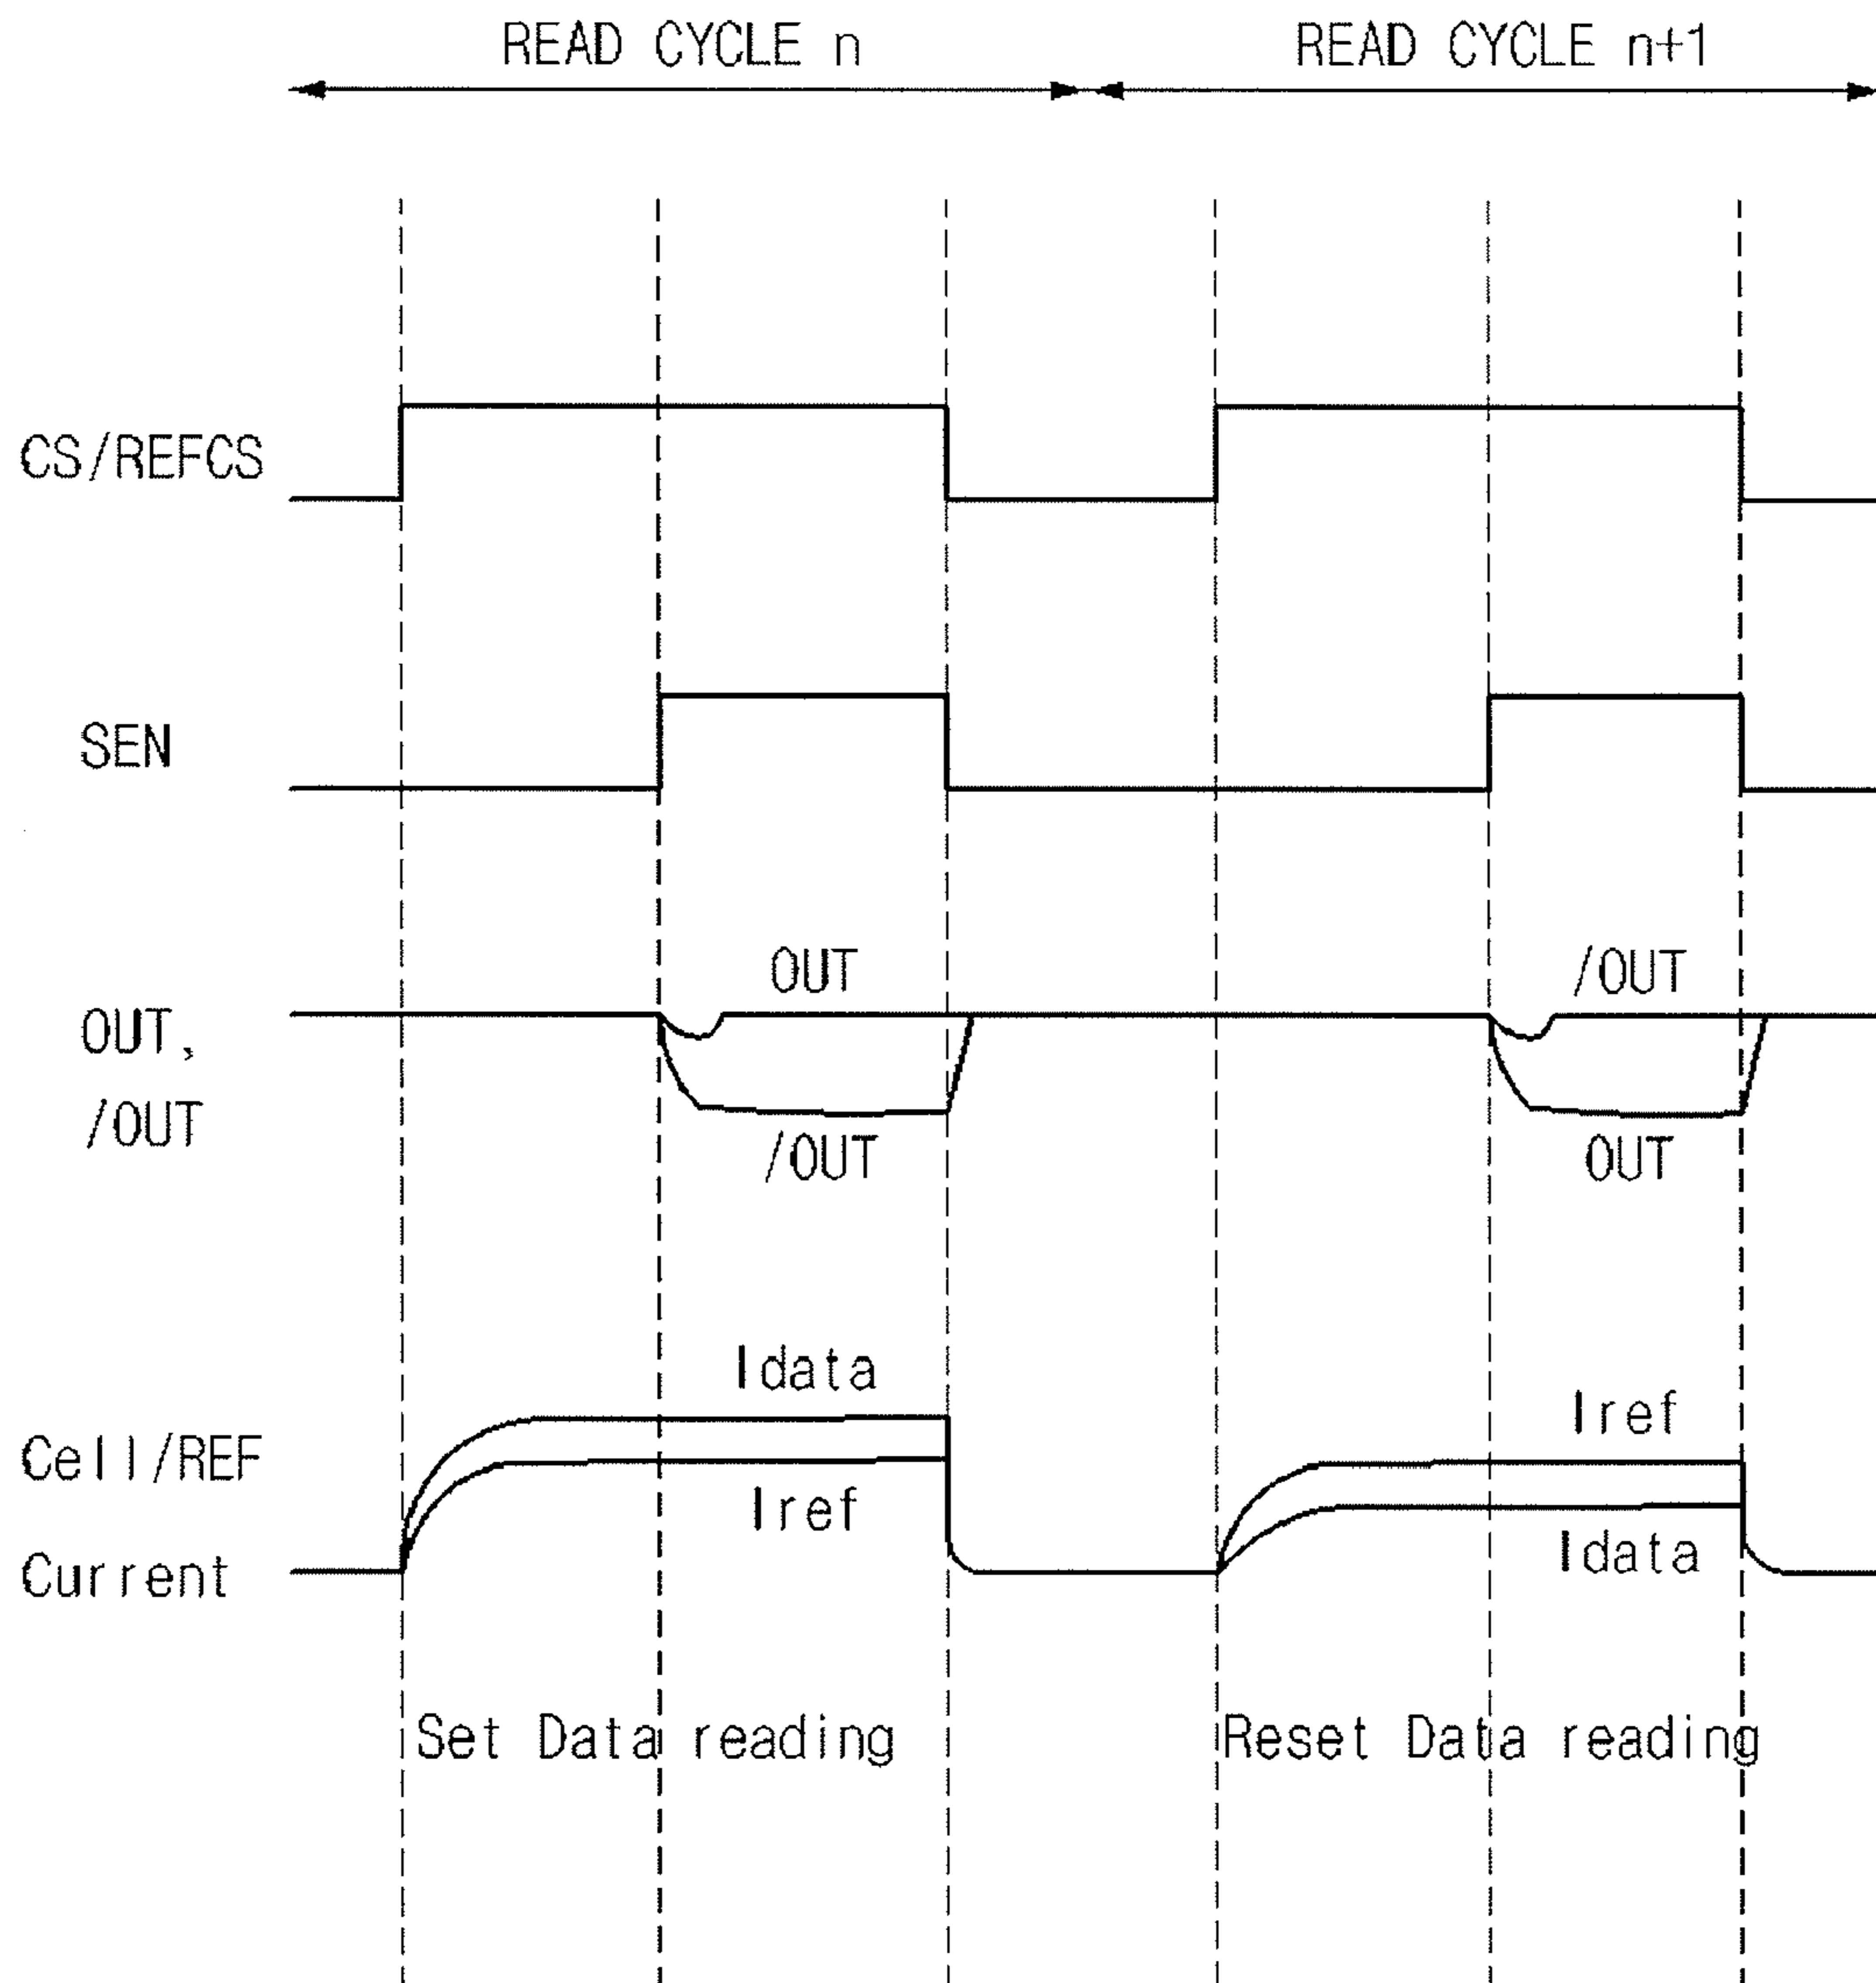 READ CYCLE n
READ CYCLE n+1
CS/REFCS
SEN
OUT
/OUT
OUT,
/OUT
/OUT
OUT
Idata
Iref
Cell/REF
Iref
Current
Idata
Set Data reading
Reset Data reading